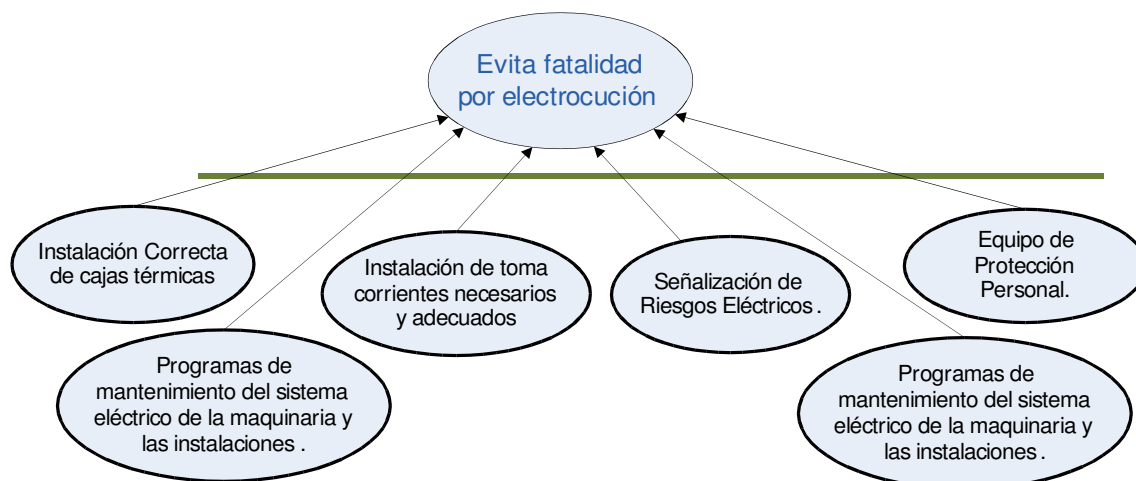 Evita fatalidad
por electrocución
Instalación Correcta
de cajas térmicas
Instalación de toma
corrientes necesarios
y adecuados
Señalización de
Riesgos Eléctricos .
Equipo de
Protección
Personal.
Programas de
mantenimiento del sistema
eléctrico de la maquinaria y
las instalaciones .
Programas de
mantenimiento del sistema
eléctrico de la maquinaria y
las instalaciones .